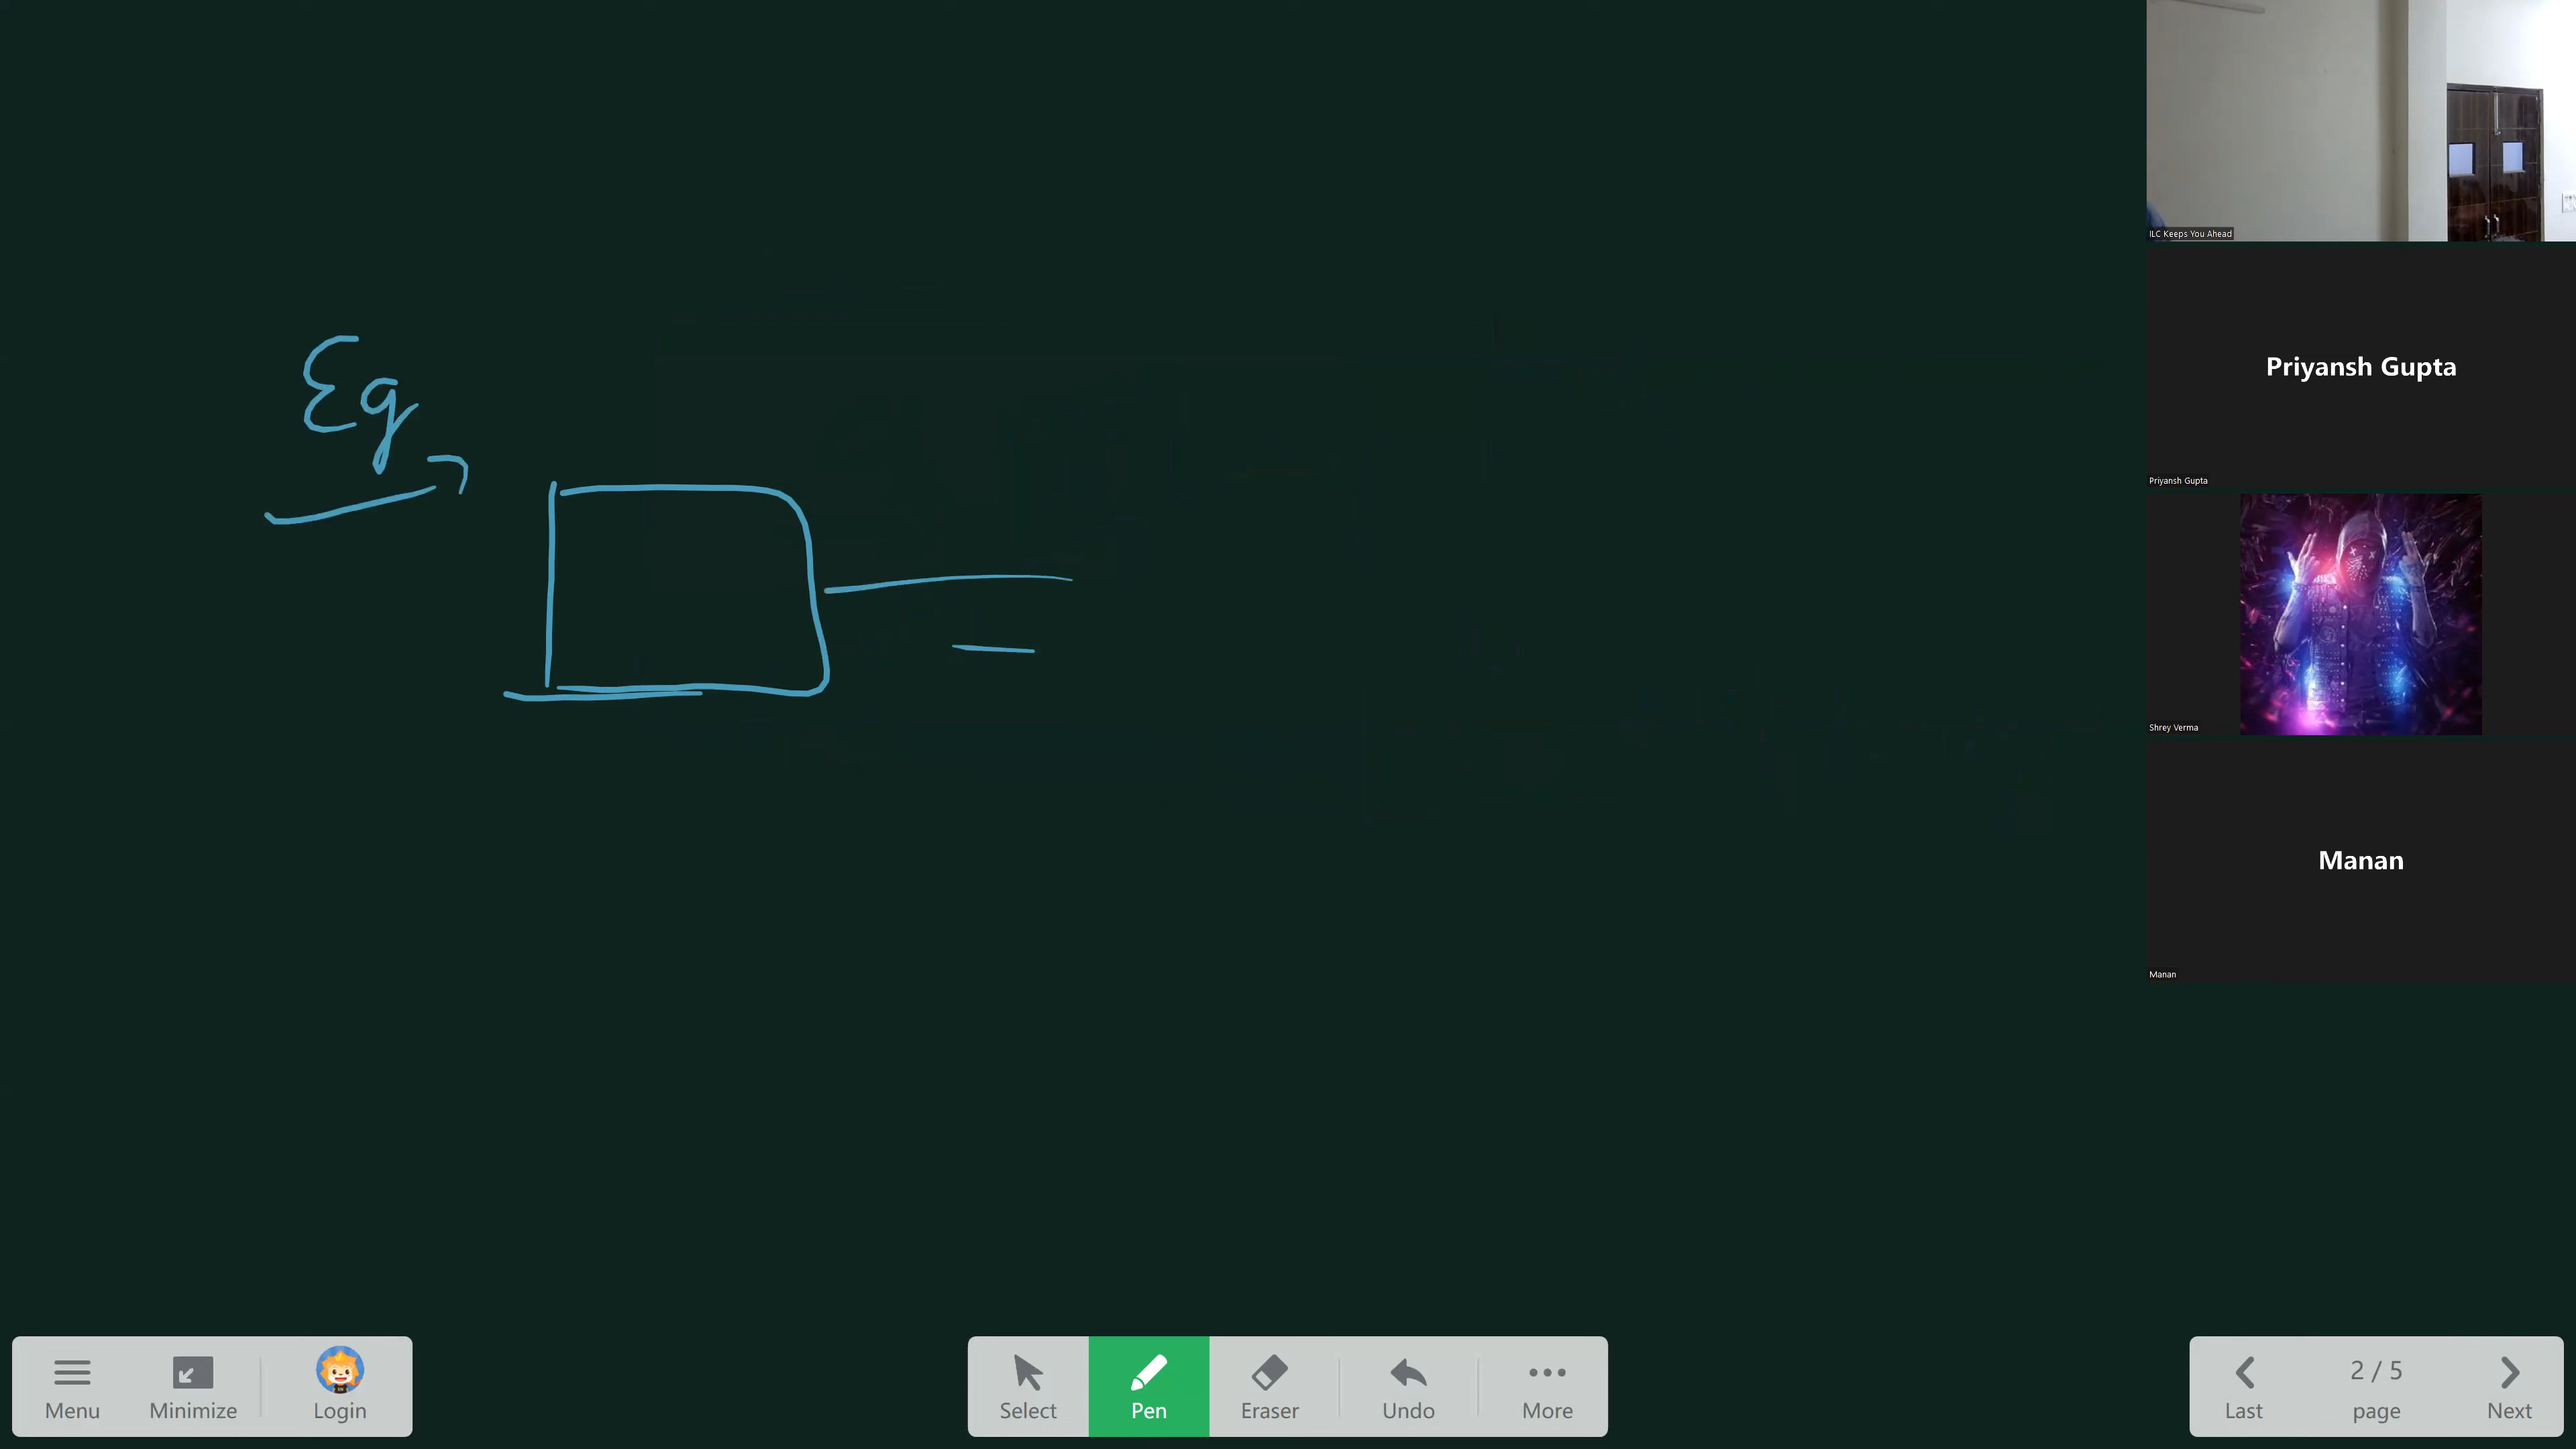 ILC Keeps You Ahead
Eg
Priyansh Gupta
Priyansh Gupta
Shrey Verma
Manan
Manan
Menu
Minimize
Login
Select
Pen
Eraser
Undo
More
Last
2 / 5
page
Next